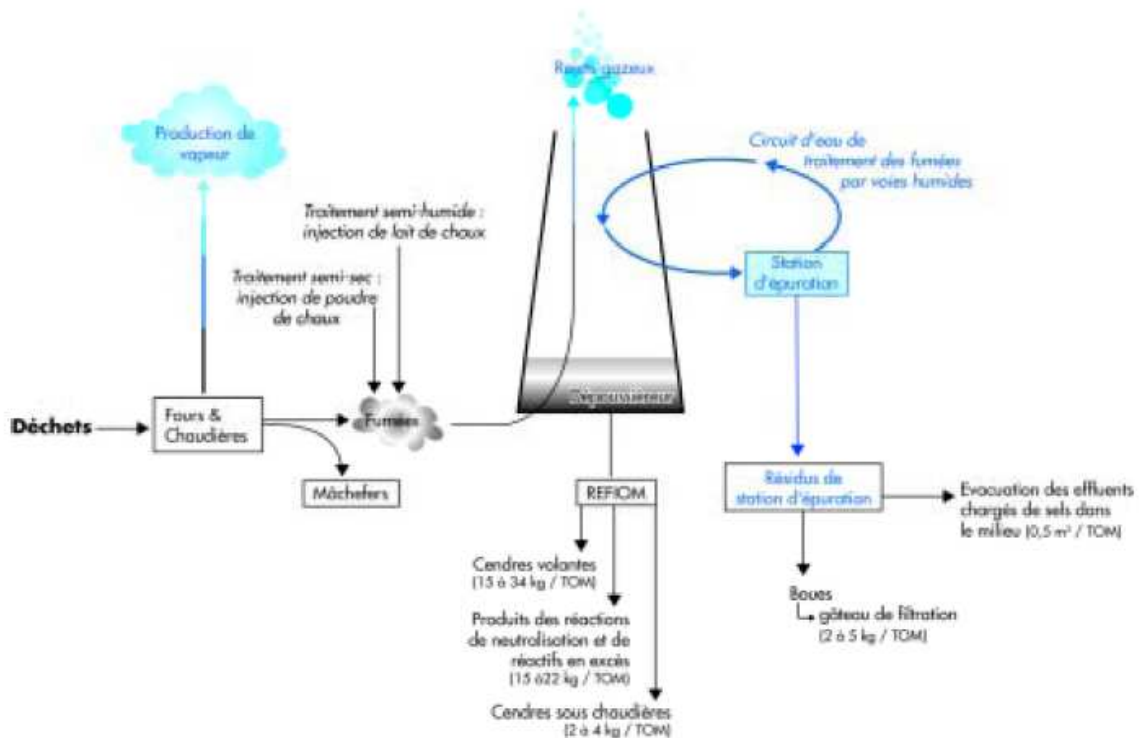 Rejets gazeux
Production de
vapeur
Circuit d'eau de
traitement des fumées
par voies humides
Traitement semi-humide :
injection de lait de chaux
Traitement semi-sec :
injection de poudre
de chaux
Station
d'épuration
Dépoussiéreur
Déchets
Fours &
Chaudières
Fumées
Mâchefers
REFIOM
Résidus de
station d'épuration
Evacuation des effluents
chargés de sels dans
le milieu (0,5 m³ / TOM)
Cendres volantes
(15 à 34 kg / TOM)
Boues
gâteau de filtration
(2 à 5 kg / TOM)
Produits des réactions
de neutralisation et de
réactifs en excès
(15 à22 kg / TOM)
Cendres sous chaudières
(2 à 4 kg / TOM)